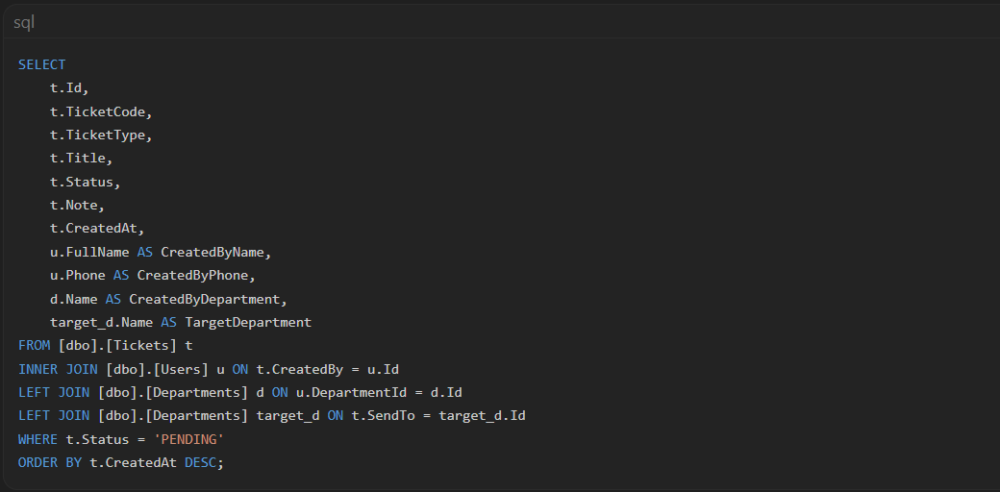 sql
SELECT
    t.Id,
    t.TicketCode,
    t.TicketType,
    t.Title,
    t.Status,
    t.Note,
    t.CreatedAt,
    u.FullName AS CreatedByName,
    u.Phone AS CreatedByPhone,
    d.Name AS CreatedByDepartment,
    target_d.Name AS TargetDepartment
FROM [dbo].[Tickets] t
INNER JOIN [dbo].[Users] u ON t.CreatedBy = u.Id
LEFT JOIN [dbo].[Departments] d ON u.DepartmentId = d.Id
LEFT JOIN [dbo].[Departments] target_d ON t.SendTo = target_d.Id
WHERE t.Status = 'PENDING'
ORDER BY t.CreatedAt DESC;